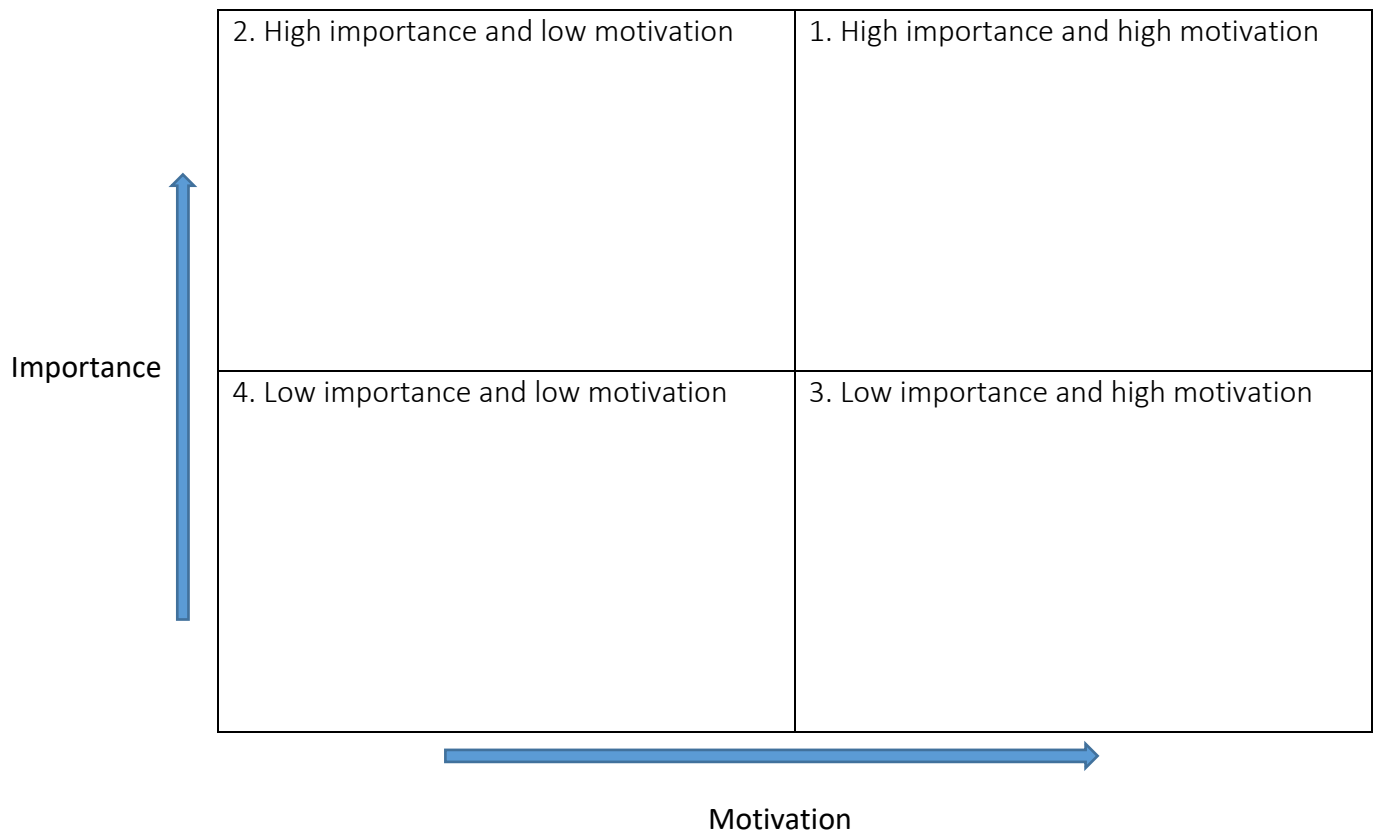 2. High importance and low motivation
1. High importance and high motivation
Importance
4. Low importance and low motivation
3. Low importance and high motivation
Motivation